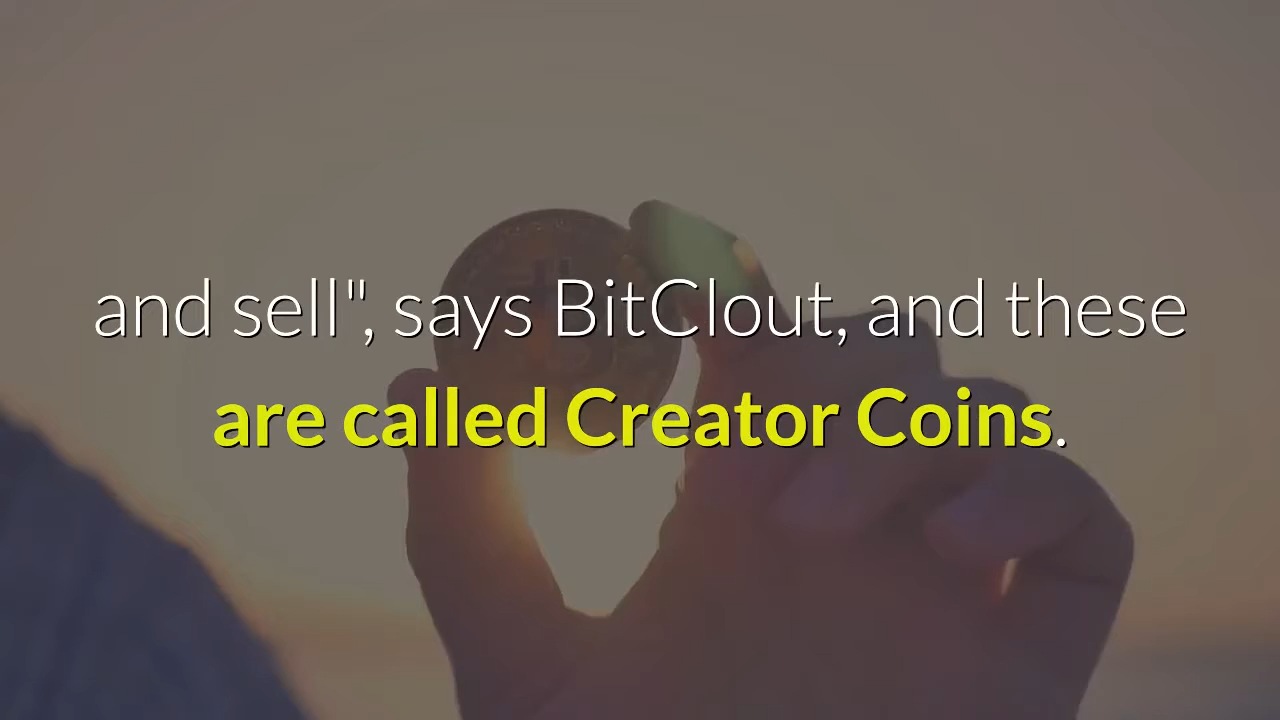 and sell", says BitClout, and these
are called Creator Coins.